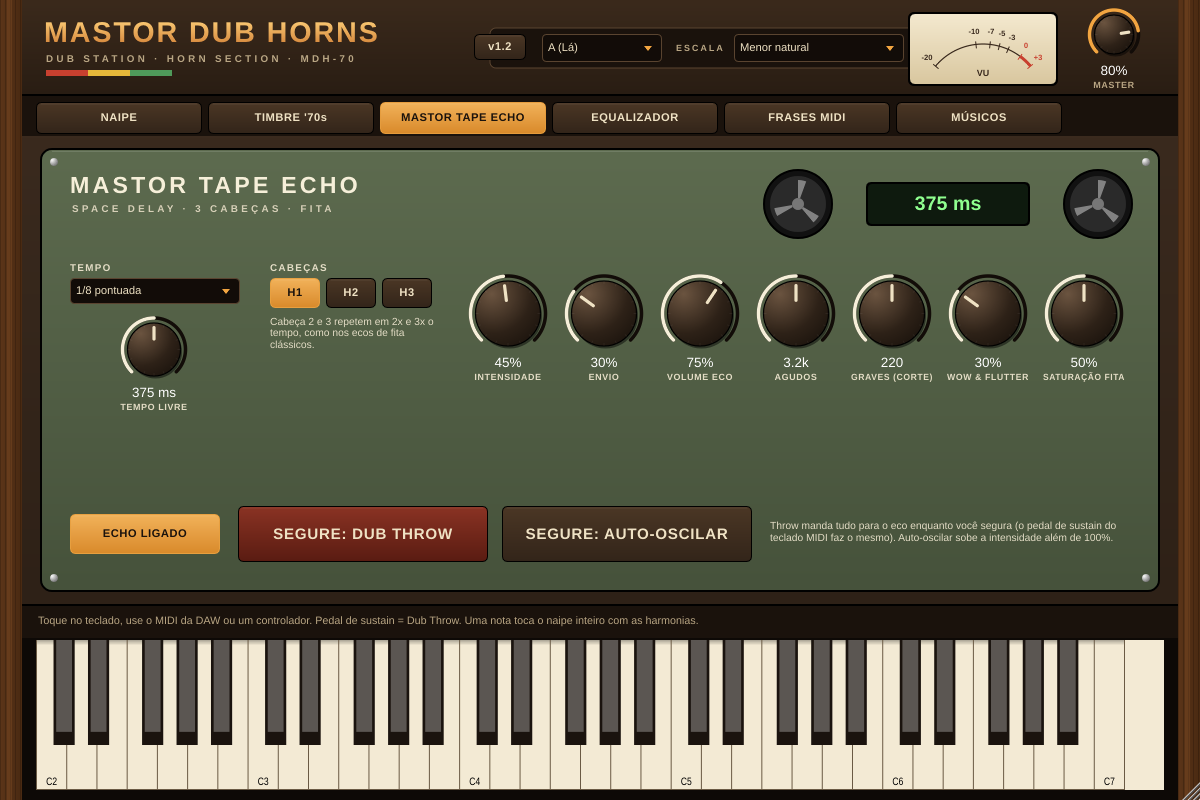 MASTOR DUB HORNS
DUB STATION · HORN SECTION · MDH-70
v1.2
A (Lá)
ESCALA
Menor natural
-20 -10 -7 -5 -3 0 +3
VU
80%
MASTER
NAIPE
TIMBRE '70s
MASTOR TAPE ECHO
EQUALIZADOR
FRASES MIDI
MÚSICOS
MASTOR TAPE ECHO
SPACE DELAY · 3 CABEÇAS · FITA
375 ms
TEMPO
1/8 pontuada
375 ms
TEMPO LIVRE
CABEÇAS
H1 H2 H3
Cabeça 2 e 3 repetem em 2x e 3x o
tempo, como nos ecos de fita
clássicos.
45% 30% 75% 3.2k 220 30% 50%
INTENSIDADE ENVIO VOLUME ECO AGUDOS GRAVES (CORTE) WOW & FLUTTER SATURAÇÃO FITA
ECHO LIGADO
SEGURE: DUB THROW
SEGURE: AUTO-OSCILAR
Throw manda tudo para o eco enquanto você segura (o pedal de sustain do
teclado MIDI faz o mesmo). Auto-oscilar sobe a intensidade além de 100%.
Toque no teclado, use o MIDI da DAW ou um controlador. Pedal de sustain = Dub Throw. Uma nota toca o naipe inteiro com as harmonias.
C2 C3 C4 C5 C6 C7